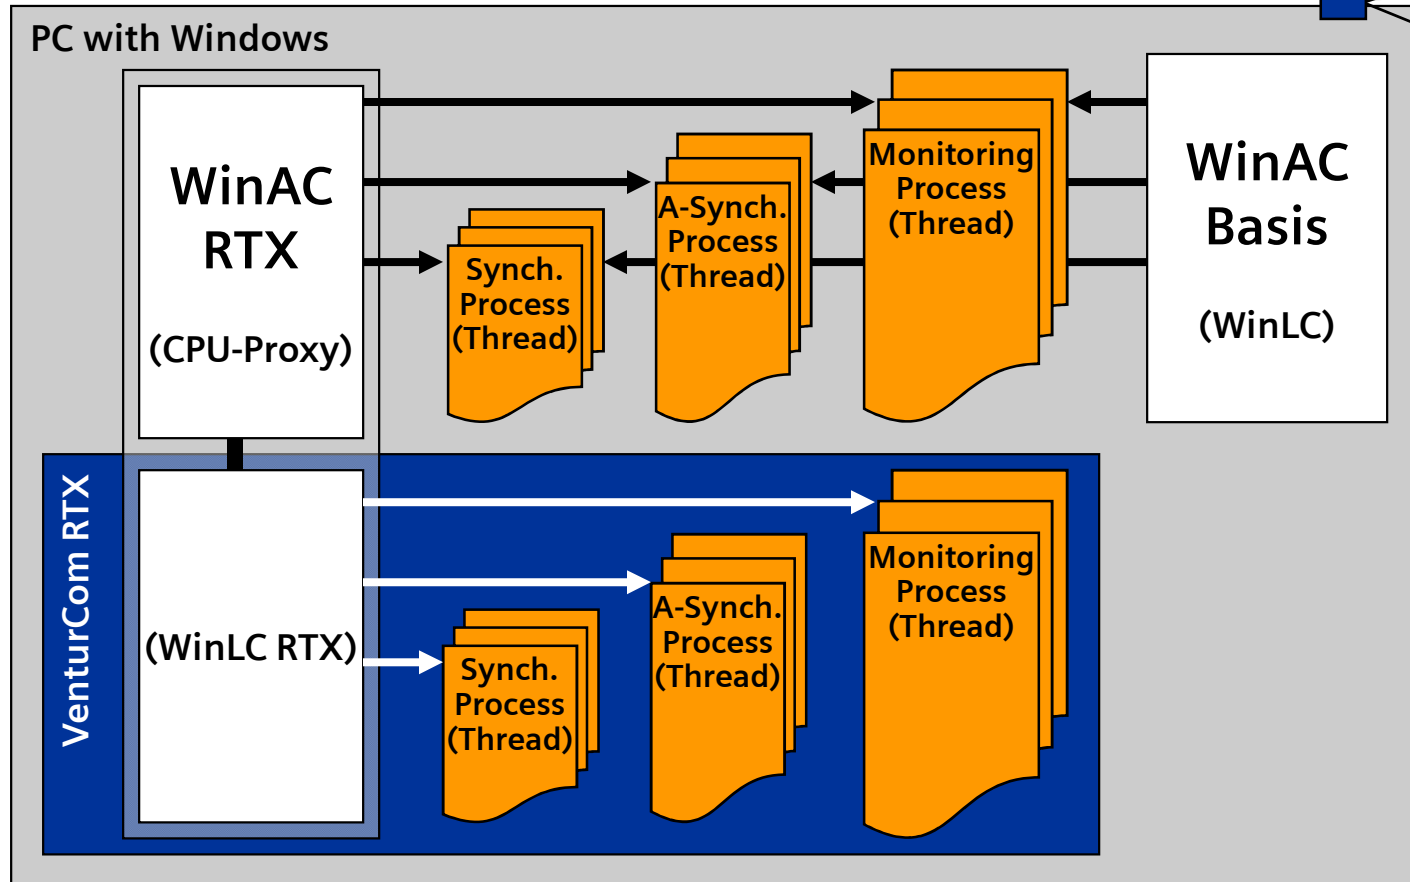 PC with Windows
WinAC
RTX
(CPU-Proxy)
Synch.
Process
(Thread)
A-Synch.
Process
(Thread)
Monitoring
Process
(Thread)
WinAC
Basis
(WinLC)
VenturCom RTX
(WinLC RTX)
Synch.
Process
(Thread)
A-Synch.
Process
(Thread)
Monitoring
Process
(Thread)